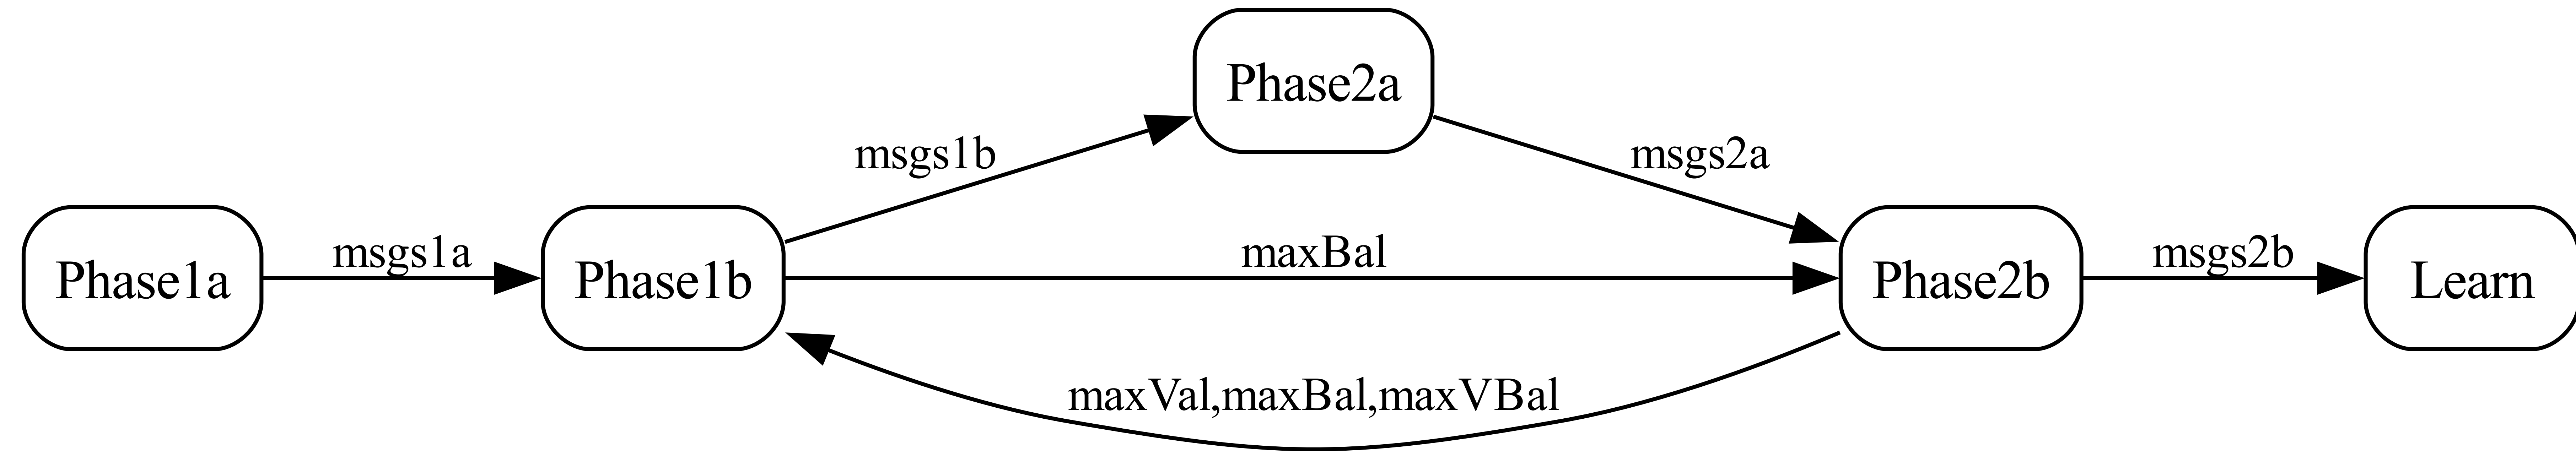 Phase2a
msgs1b
msgs2a
Phase1a
msgs1a
Phase1b
maxBal
Phase2b
msgs2b
Learn
maxVal,maxBal,maxVBal